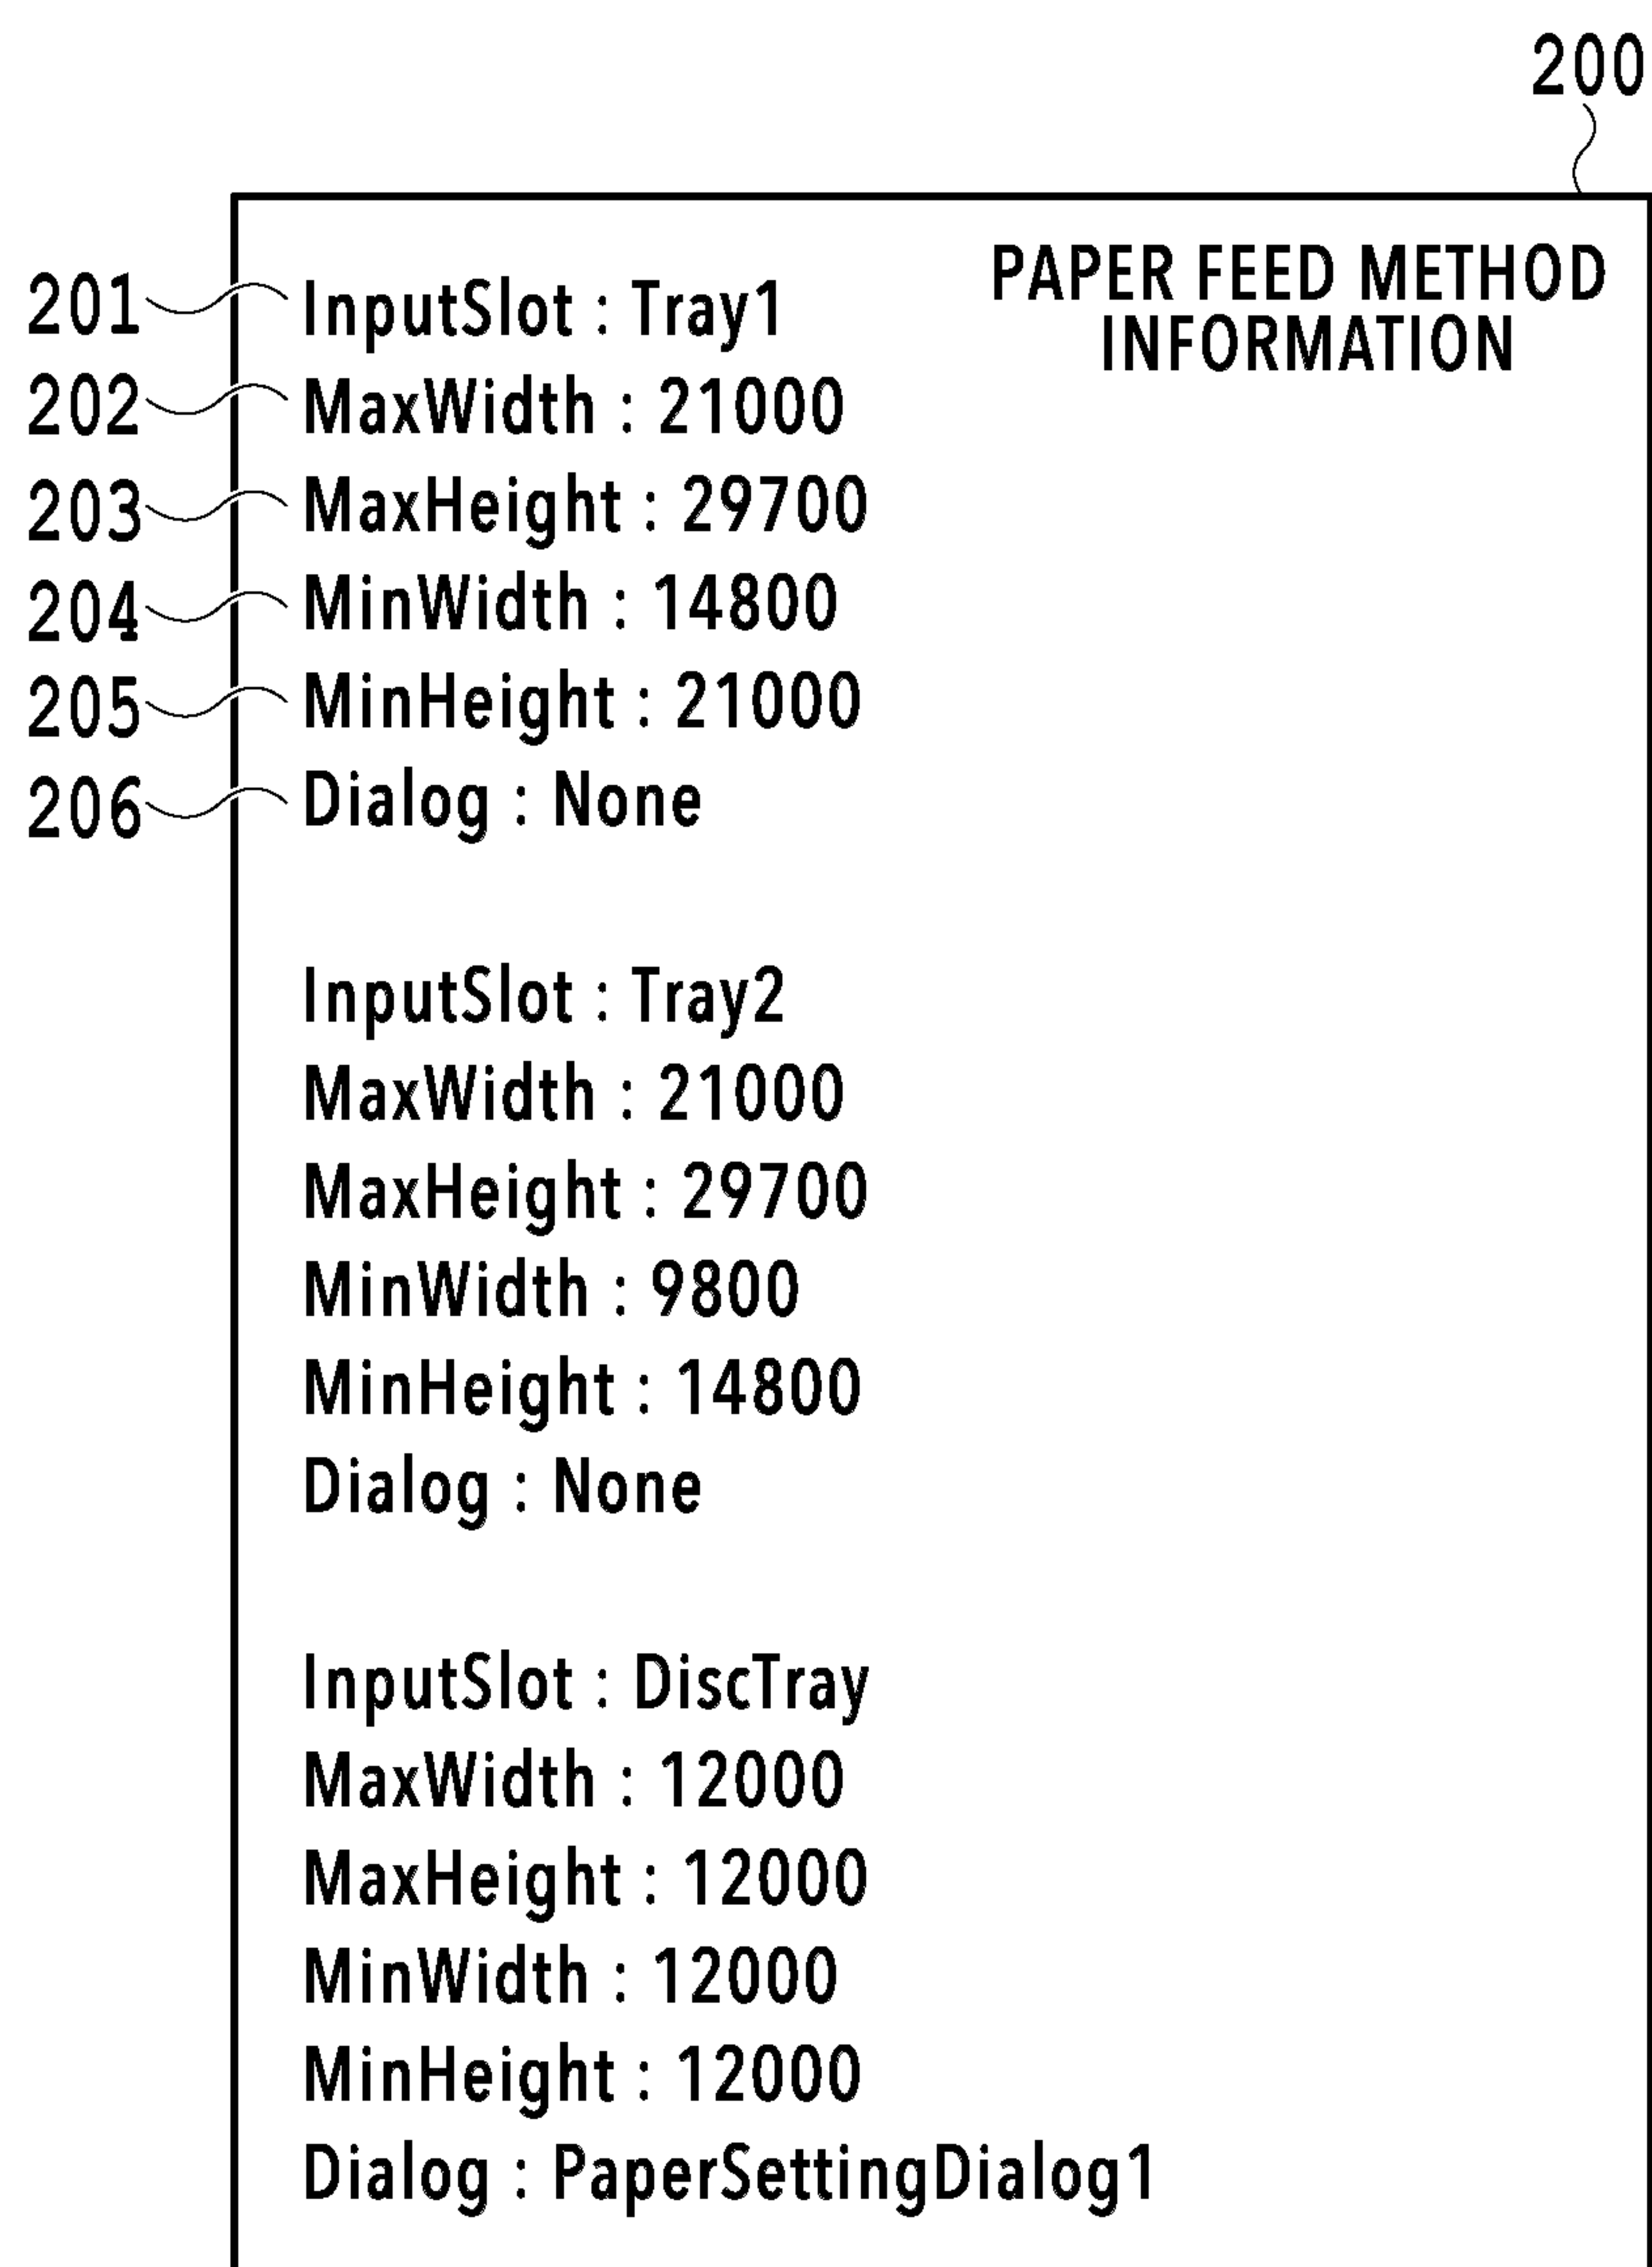 200
PAPER FEED METHOD
INFORMATION
201 InputSlot : Tray1
202 MaxWidth : 21000
203 MaxHeight : 29700
204 MinWidth : 14800
205 MinHeight : 21000
206 Dialog : None
InputSlot : Tray2
MaxWidth : 21000
MaxHeight : 29700
MinWidth : 9800
MinHeight : 14800
Dialog : None
InputSlot : DiscTray
MaxWidth : 12000
MaxHeight : 12000
MinWidth : 12000
MinHeight : 12000
Dialog : PaperSettingDialog1